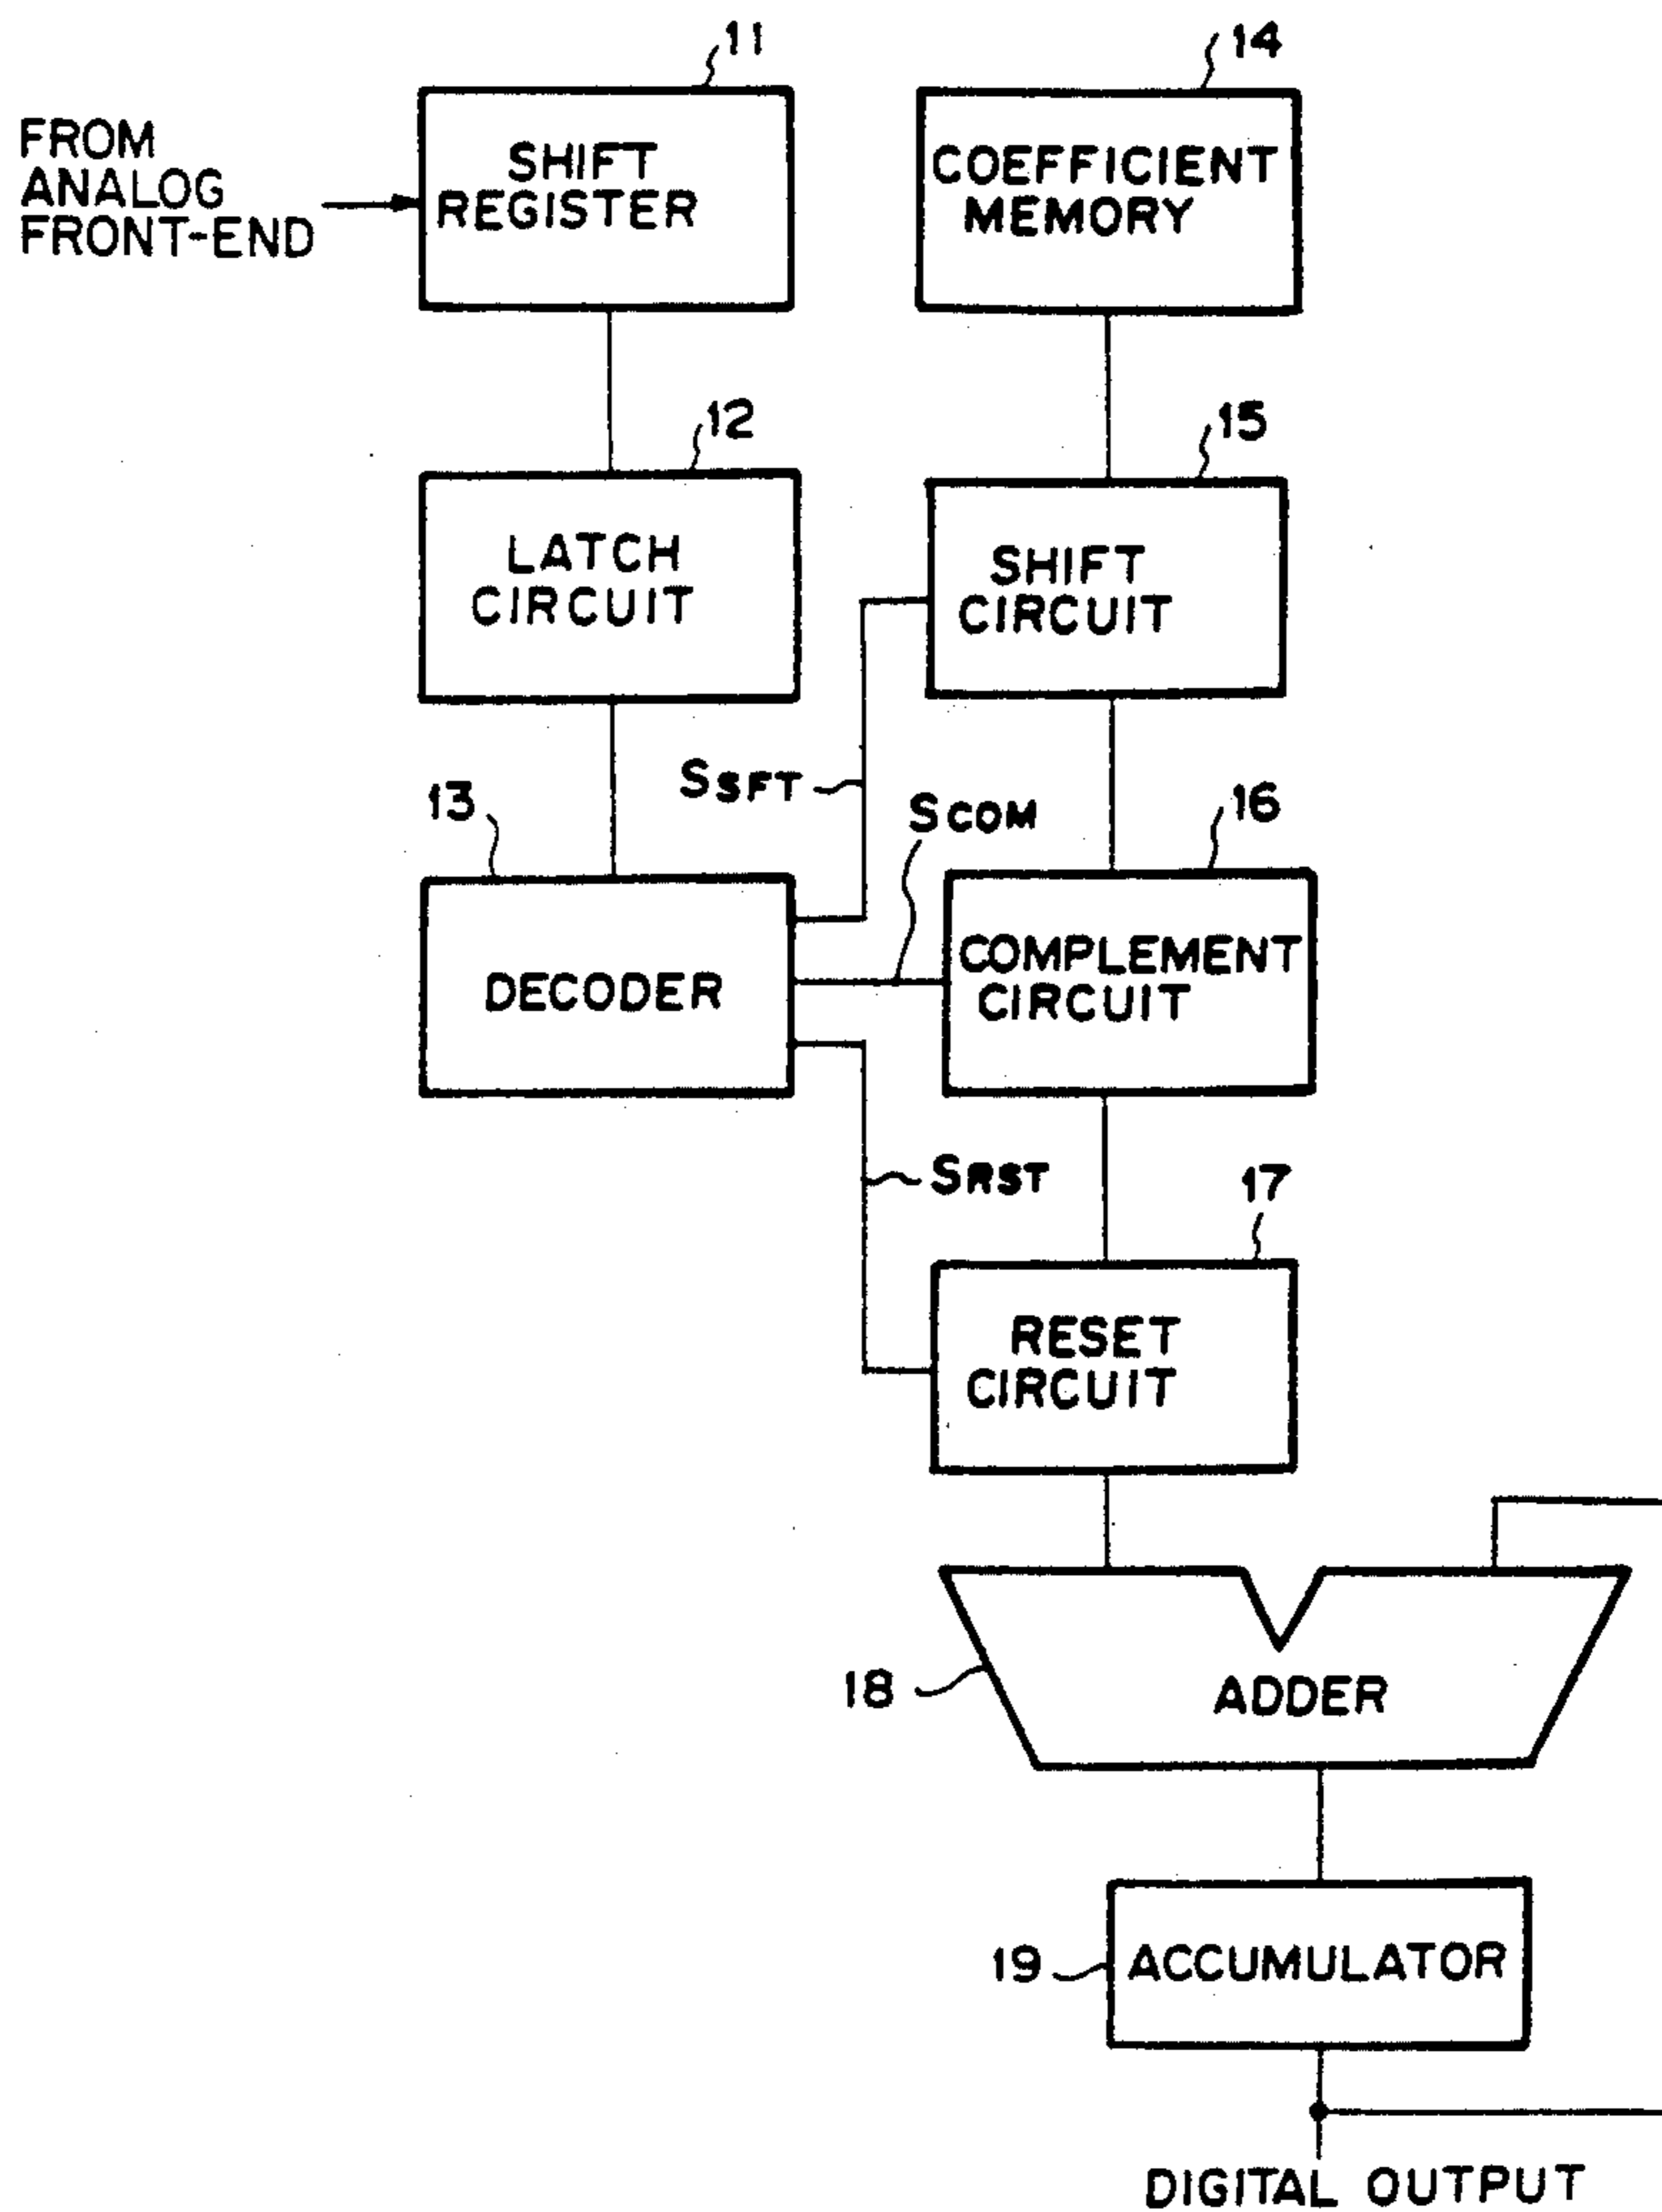 11
14
FROM
ANALOG
FRONT-END
SHIFT
REGISTER
COEFFICIENT
MEMORY
12
15
LATCH
CIRCUIT
SHIFT
CIRCUIT
13
SSFT
SCOM
16
DECODER
COMPLEMENT
CIRCUIT
SRST
17
RESET
CIRCUIT
18
ADDER
19
ACCUMULATOR
DIGITAL OUTPUT